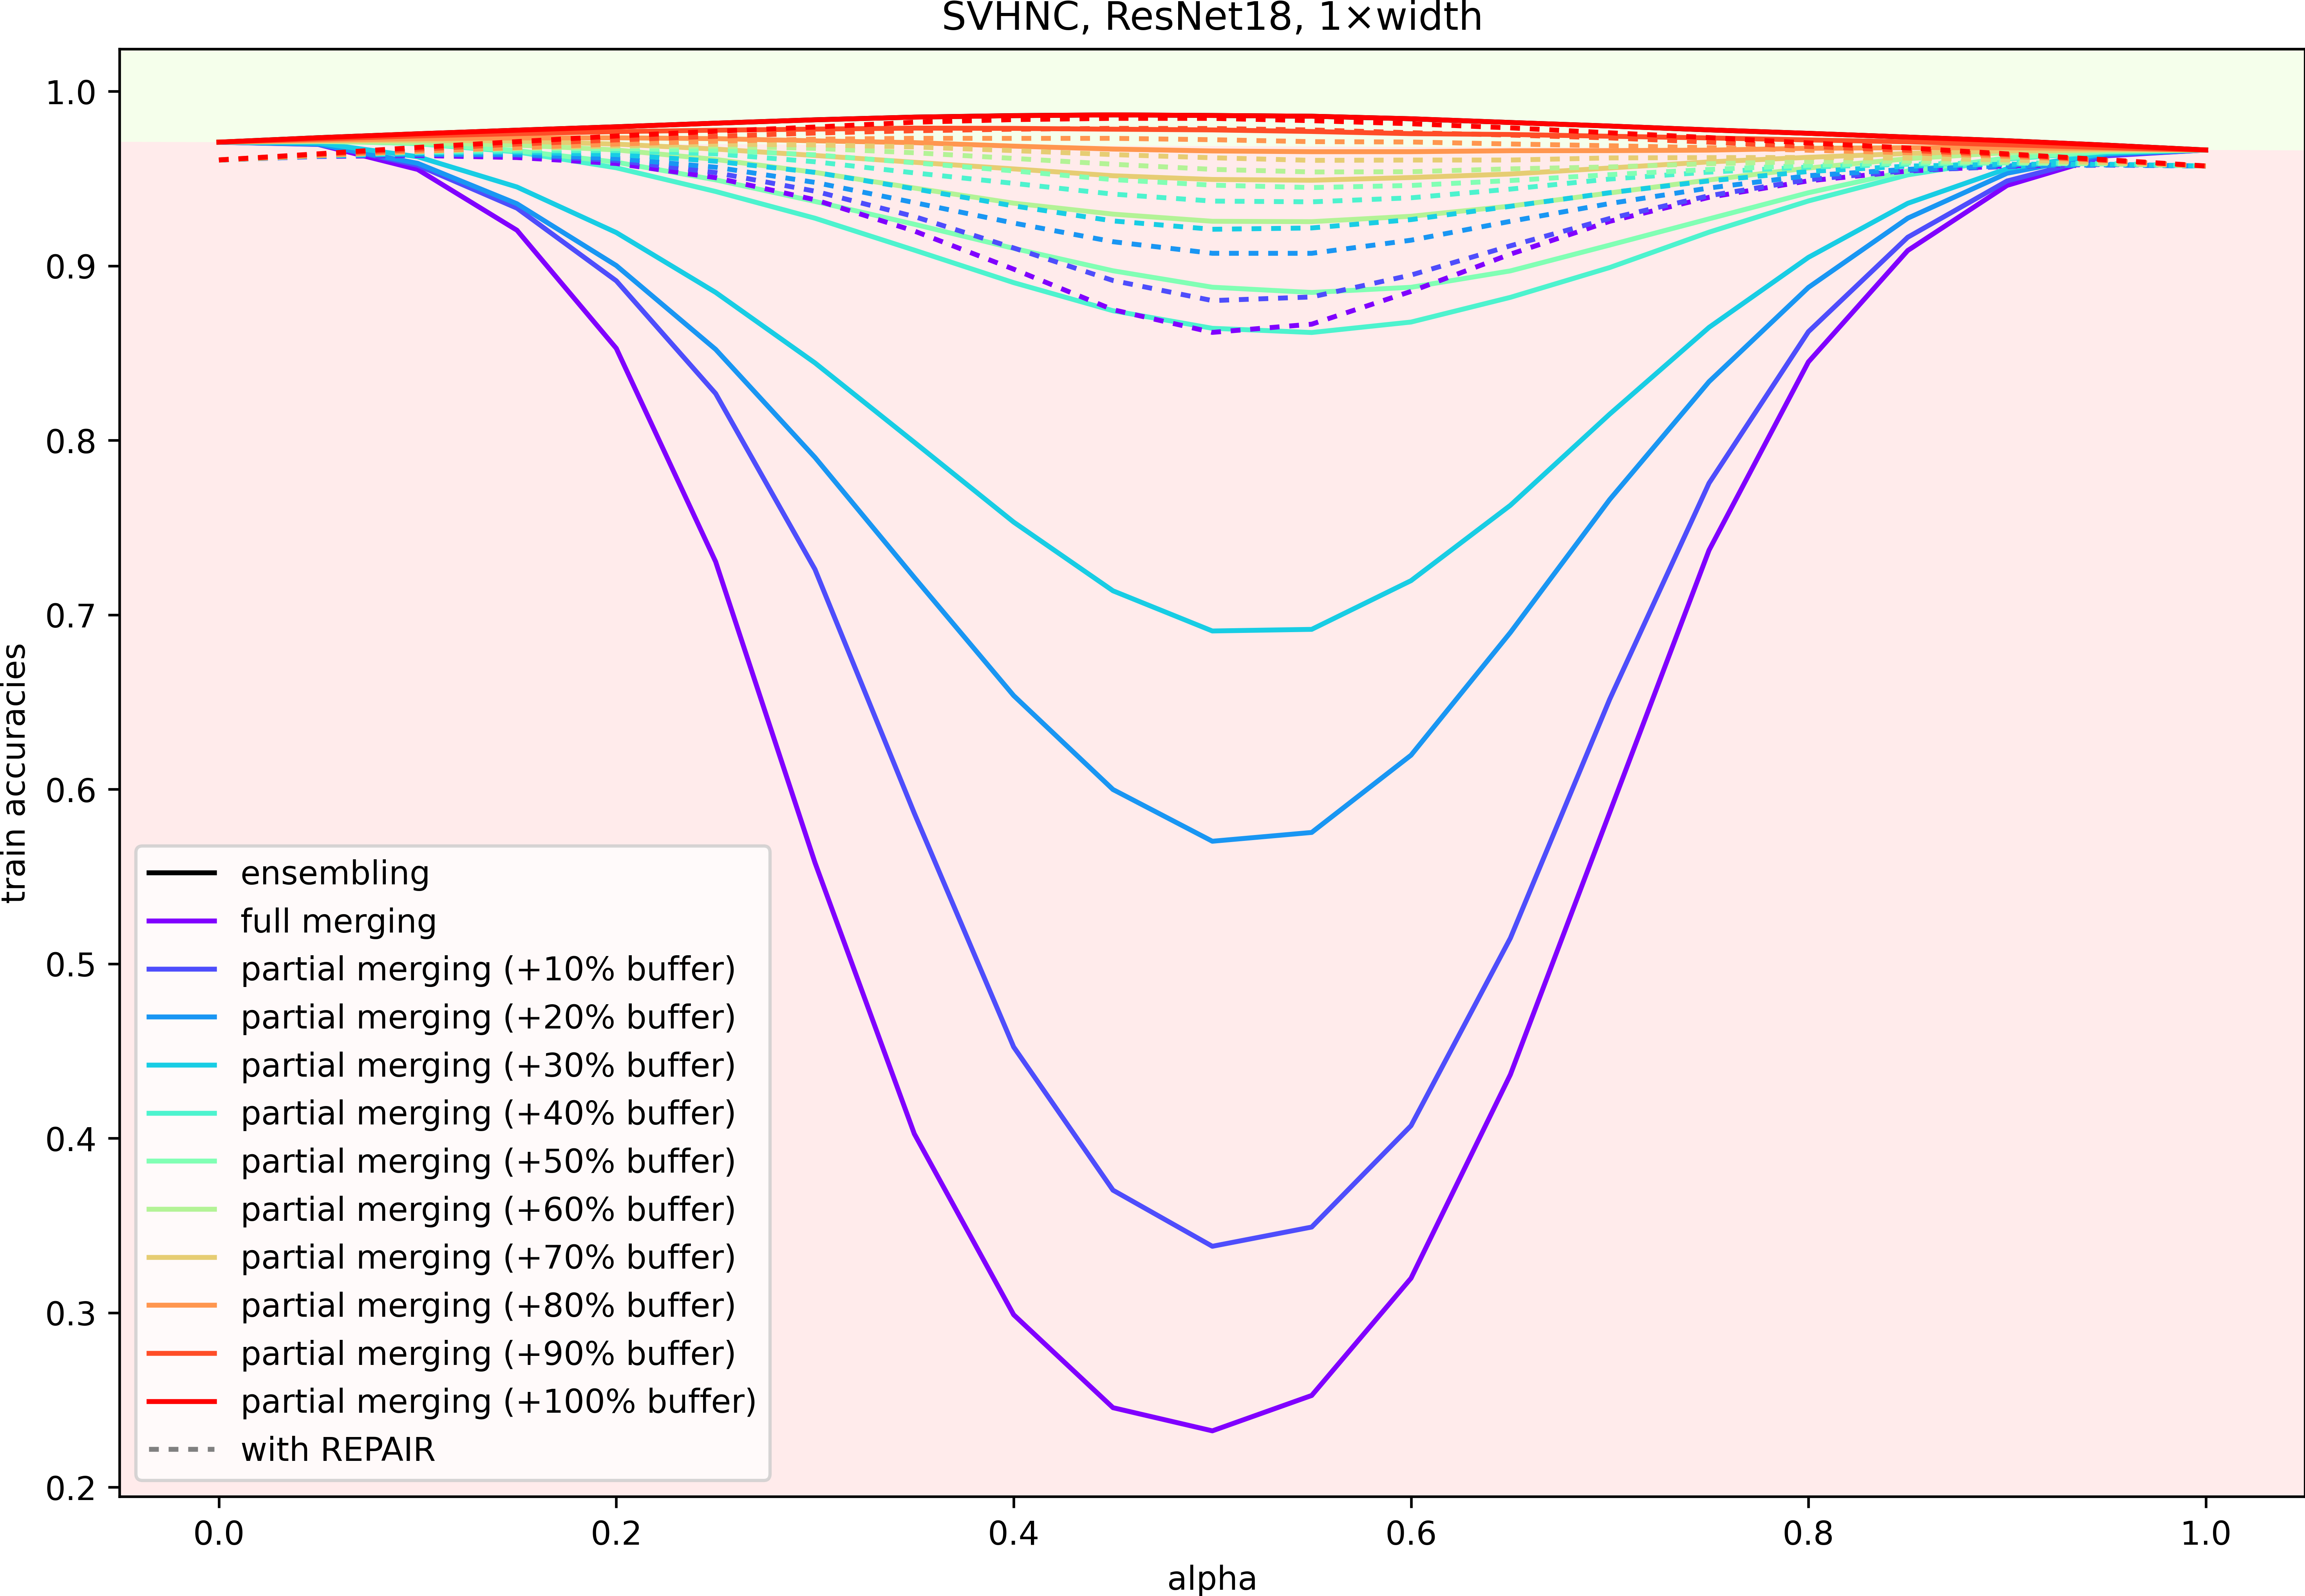 SVHNC, ResNet18, 1×width
train accuracies
1.0
0.9
0.8
0.7
0.6
0.5
0.4
0.3
0.2
ensembling
full merging
partial merging (+10% buffer)
partial merging (+20% buffer)
partial merging (+30% buffer)
partial merging (+40% buffer)
partial merging (+50% buffer)
partial merging (+60% buffer)
partial merging (+70% buffer)
partial merging (+80% buffer)
partial merging (+90% buffer)
partial merging (+100% buffer)
with REPAIR
0.0 0.2 0.4 0.6 0.8 1.0
alpha